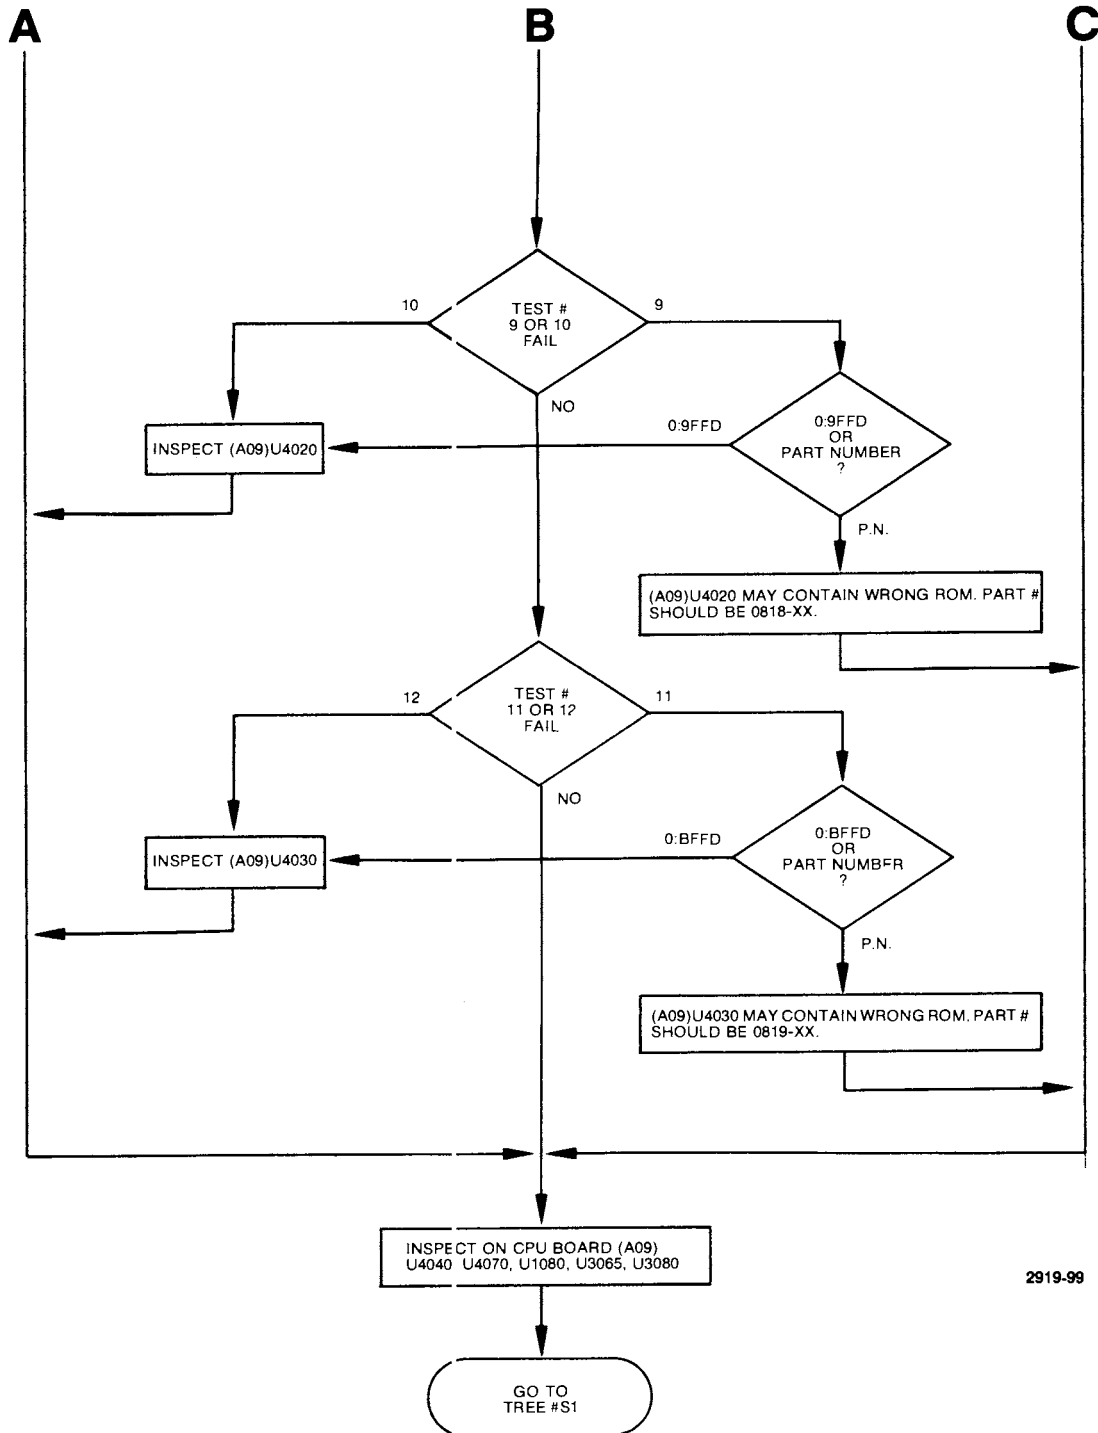 A B C
TEST #
9 OR 10
FAIL
10
9
NO
INSPECT (A09)U4020
0:9FFD
0:9FFD
OR
PART NUMBER
?
P.N.
(A09)U4020 MAY CONTAIN WRONG ROM. PART #
SHOULD BE 0818-XX.
TEST #
11 OR 12
FAIL
12
11
NO
INSPECT (A09)U4030
0:BFFD
0:BFFD
OR
PART NUMBER
?
P.N.
(A09)U4030 MAY CONTAIN WRONG ROM. PART #
SHOULD BE 0819-XX.
INSPECT ON CPU BOARD (A09)
U4040 U4070, U1080, U3065, U3080
2919-99
GO TO
TREE #S1